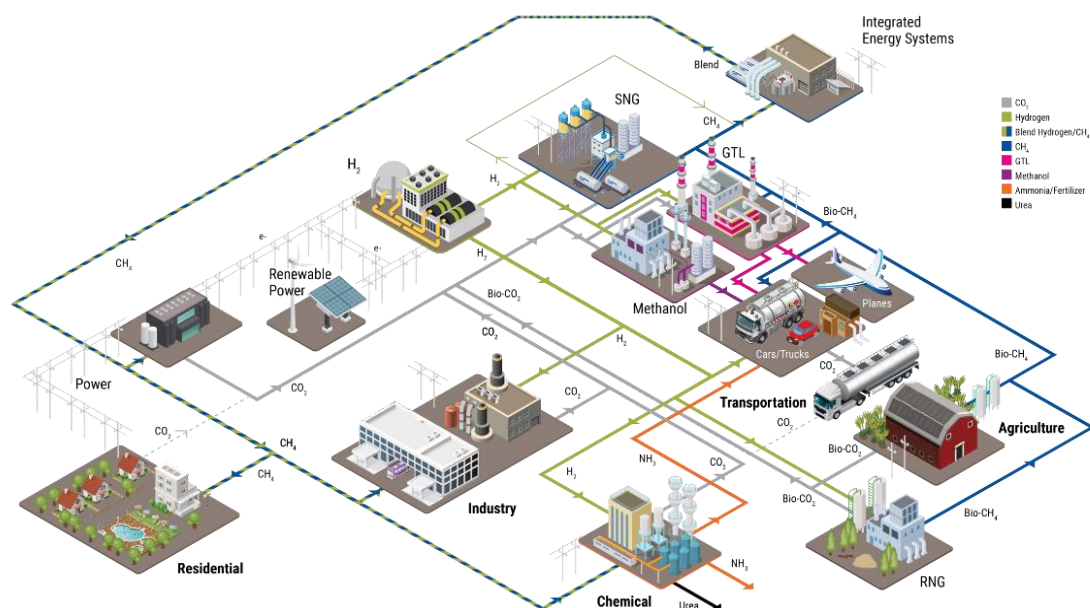 Integrated
Energy Systems
Blend
SNG
CH₄
CO₂
Hydrogen
Blend Hydrogen/CH₄
CH₄
GTL
Methanol
Ammonia/Fertilizer
Urea
GTL
H₂
H₂
Bio-CH₄
e-
e-
CH₄
Renewable
Power
H₂
Bio-CO₂
Methanol
Planes
CO₂
H₂
Cars/Trucks
Bio-CH₄
Power
CO₂
CO₂
Transportation
CO₂
Agriculture
CO₂
CH₄
CH₄
Bio-CO₂
NH₃
CO₂
H₂
Industry
Bio-CO₂
Bio-CH₄
Residential
NH₃
RNG
Chemical
Urea